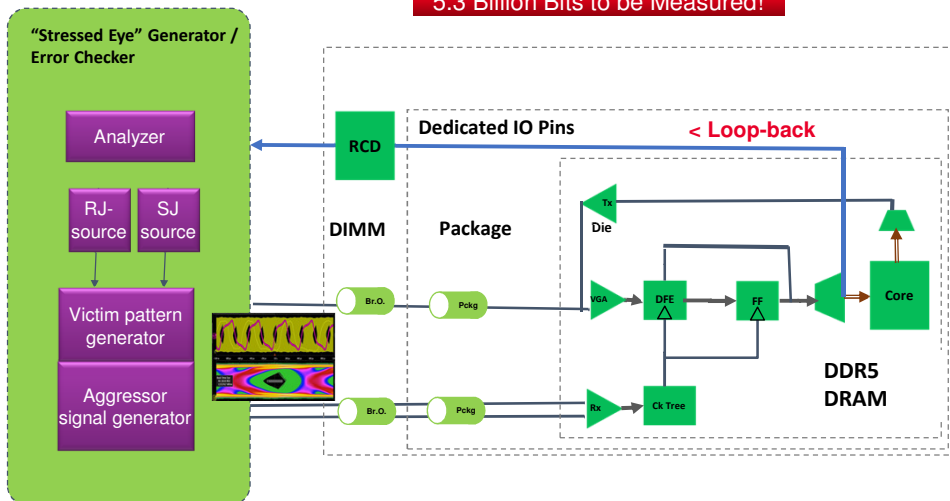 5.3 Billion Bits to be Measured!
“Stressed Eye” Generator /
Error Checker
Analyzer
RJ-
source
SJ
source
Victim pattern
generator
Aggressor
signal generator
RCD
DIMM
Dedicated IO Pins
< Loop-back
Package
Tx
Die
Br.O.
Pckg
VGA
DFE
FF
Core
Br.O.
Pckg
Rx
Ck Tree
DDR5
DRAM